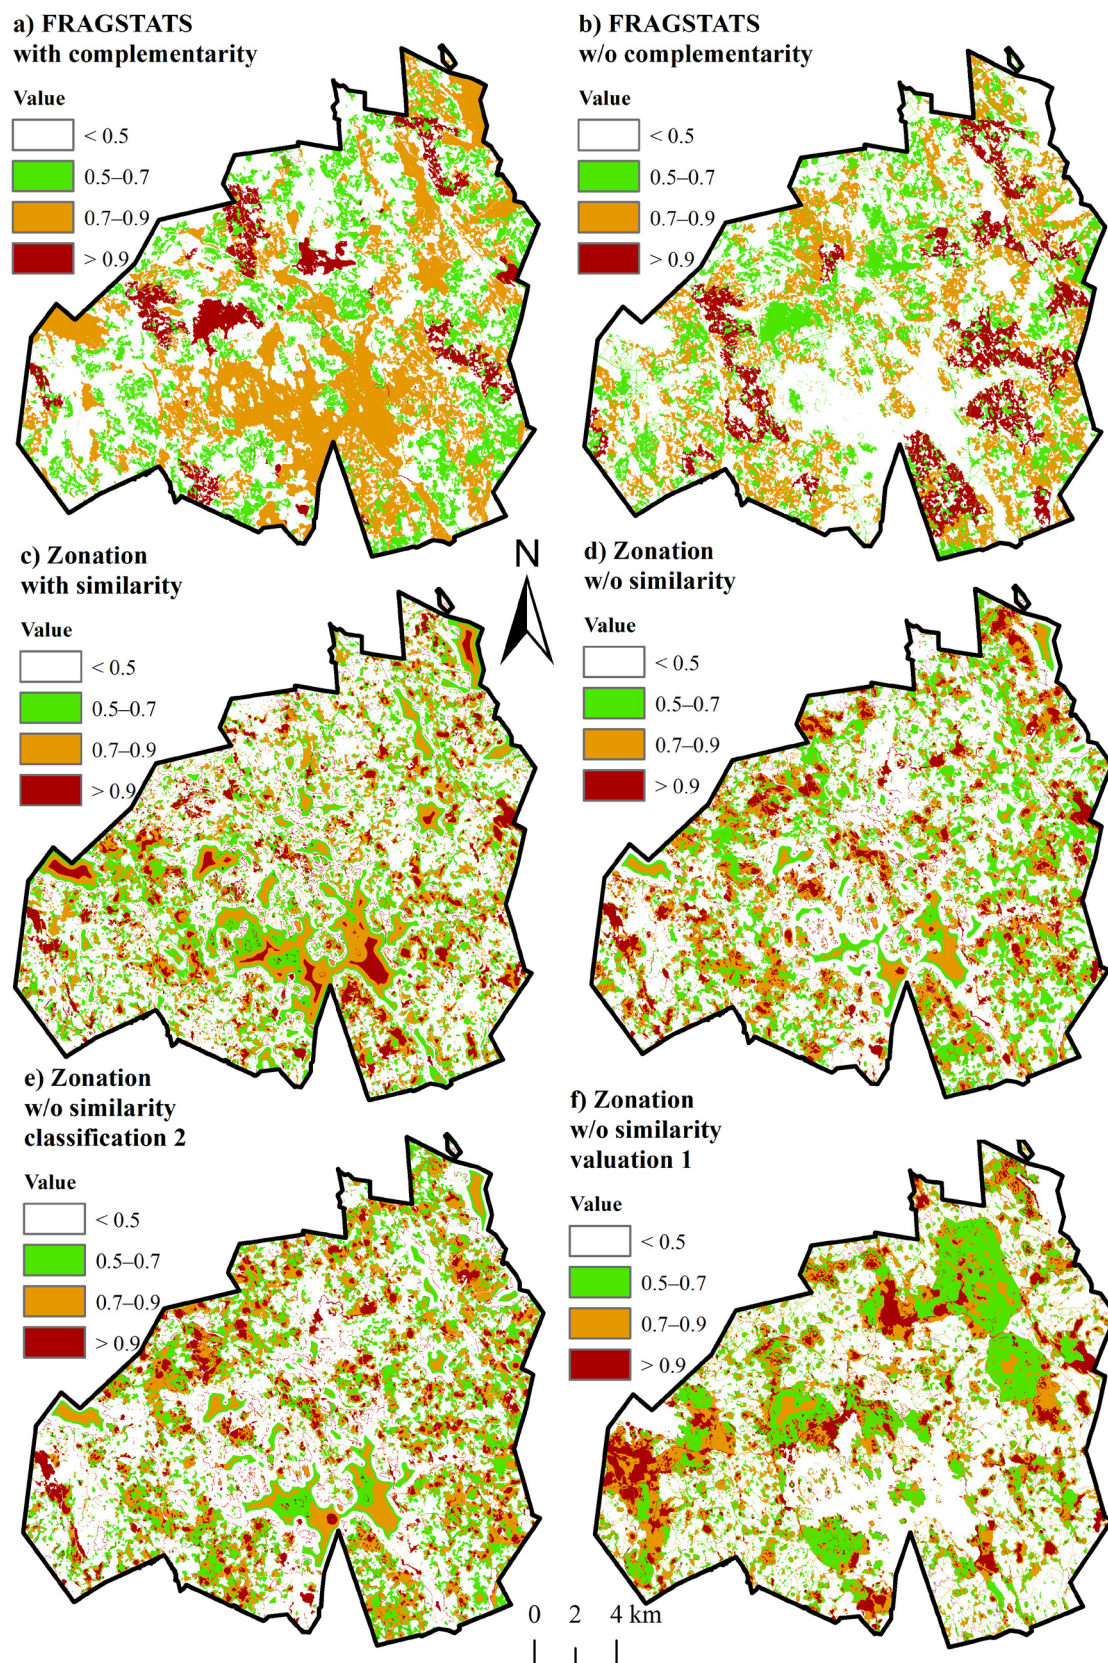 a) FRAGSTATS
with complementarity
Value
< 0.5
0.5–0.7
0.7–0.9
> 0.9
b) FRAGSTATS
w/o complementarity
Value
< 0.5
0.5–0.7
0.7–0.9
> 0.9
c) Zonation
with similarity
Value
< 0.5
0.5–0.7
0.7–0.9
> 0.9
N
d) Zonation
w/o similarity
Value
< 0.5
0.5–0.7
0.7–0.9
> 0.9
e) Zonation
w/o similarity
classification 2
Value
< 0.5
0.5–0.7
0.7–0.9
> 0.9
f) Zonation
w/o similarity
valuation 1
Value
< 0.5
0.5–0.7
0.7–0.9
> 0.9
0 2 4 km